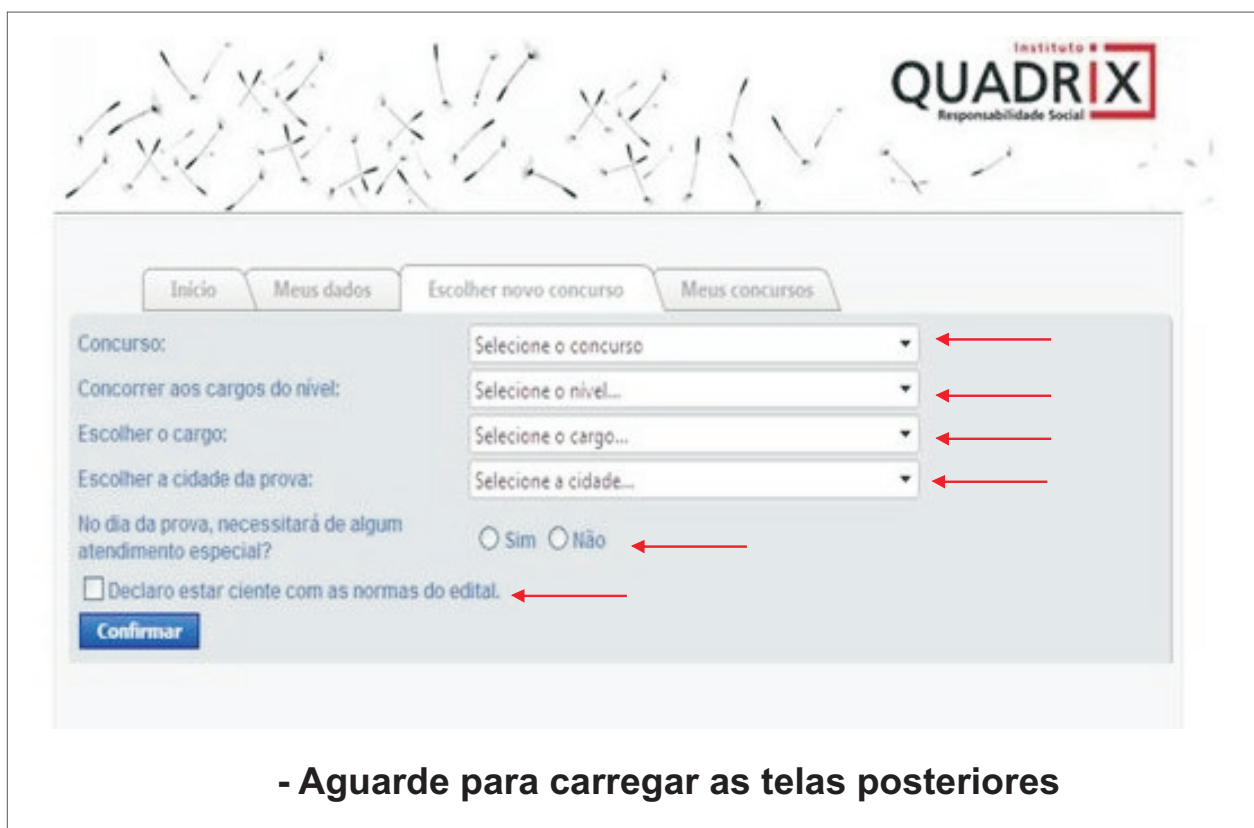 Instituto
QUADRIX
Responsabilidade Social
Início Meus dados Escolher novo concurso Meus concursos
Concurso: Selecione o concurso
Concorrer aos cargos do nível: Selecione o nível...
Escolher o cargo: Selecione o cargo...
Escolher a cidade da prova: Selecione a cidade...
No dia da prova, necessitará de algum
atendimento especial? Sim Não
Declaro estar ciente com as normas do edital.
Confirmar
- Aguarde para carregar as telas posteriores